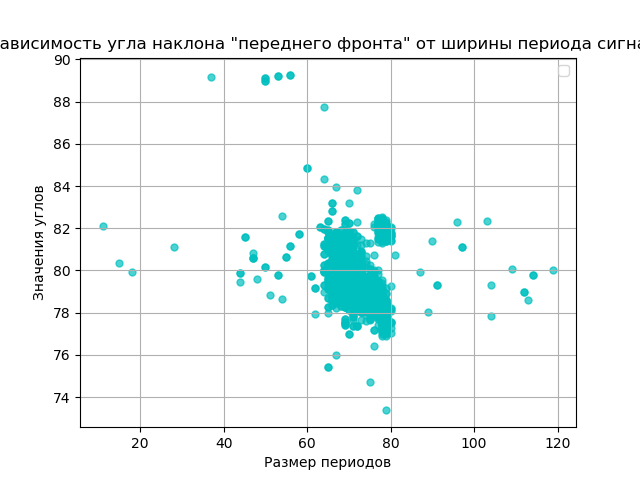 ависимость угла наклона "переднего фронта" от ширины периода сигна
90
88
86
84
82
80
78
76
74
Значения углов
20 40 60 80 100 120
Размер периодов